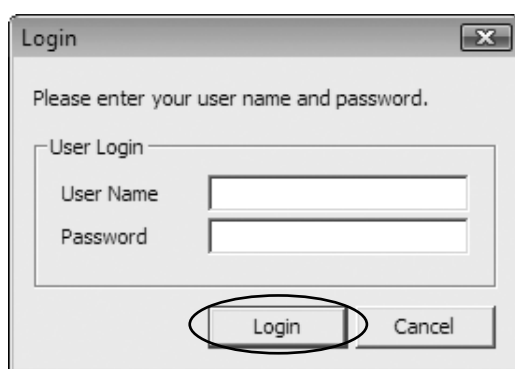 Login
Please enter your user name and password.
User Login
User Name
Password
Login Cancel